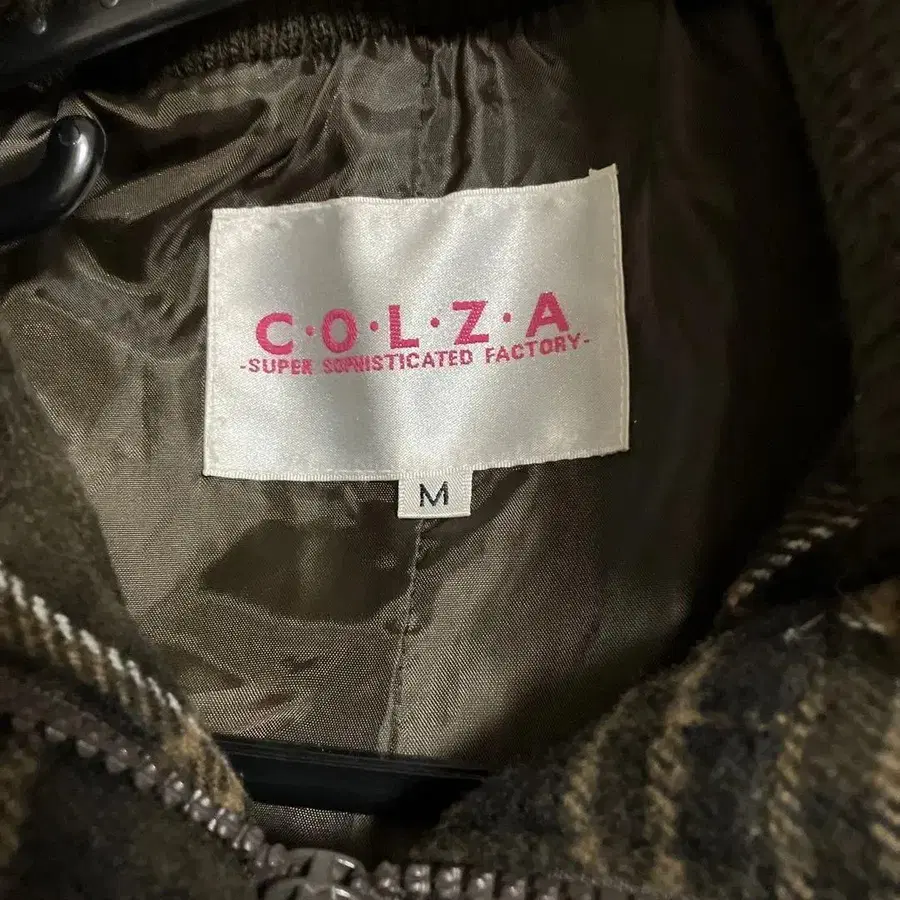 C·O·L·Z·A
-SUPER SOPHISTICATED FACTORY-
M